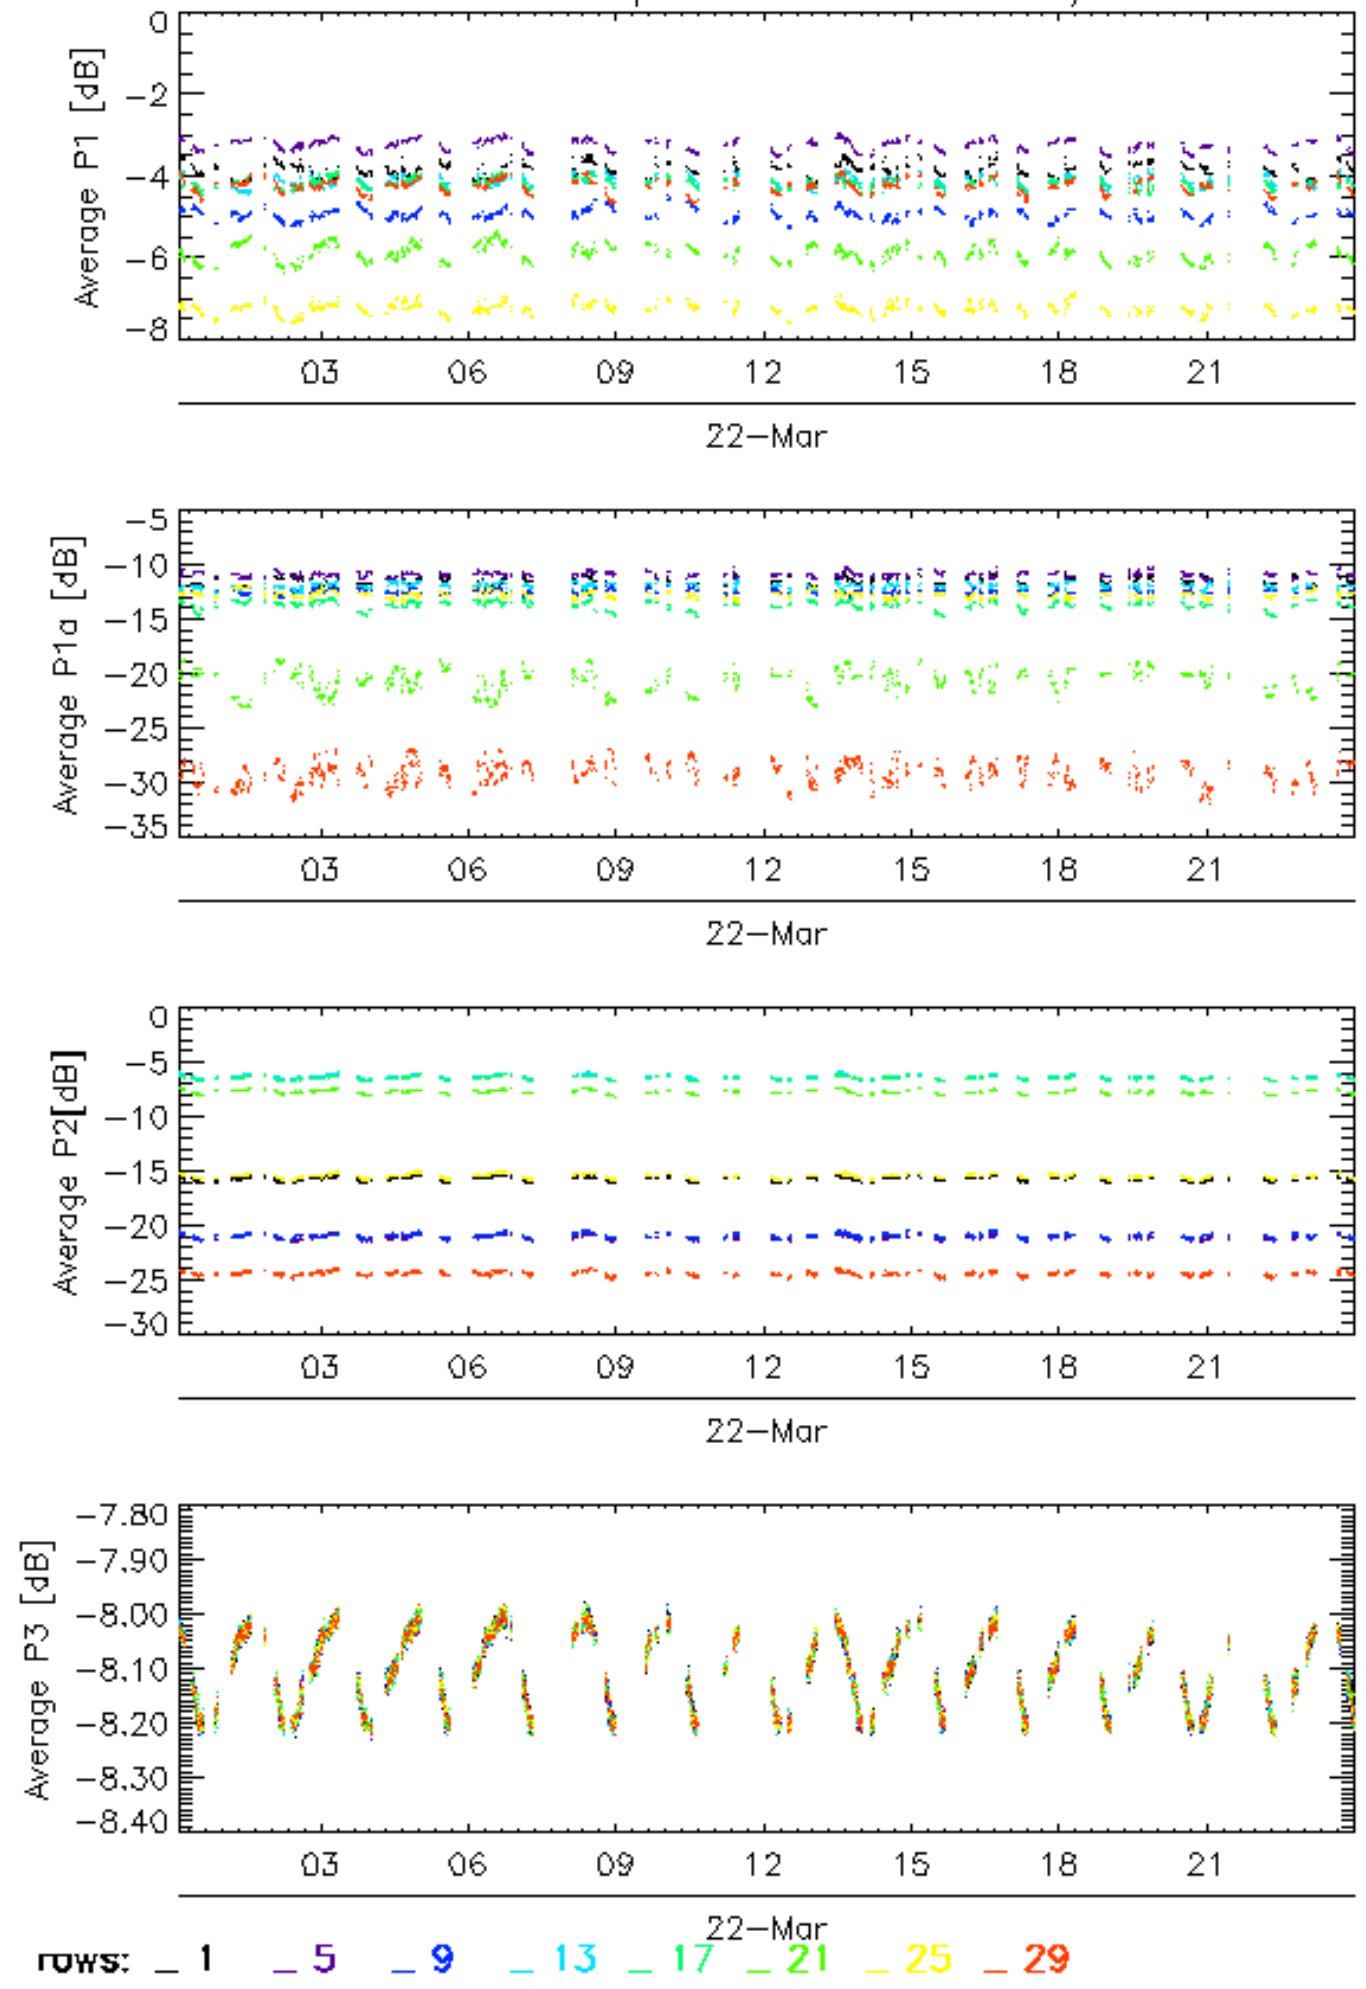 Average P1 [dB]
0
−2
−4
−6
−8
03 06 09 12 15 18 21
22−Mar
Average P1a [dB]
−5
−10
−15
−20
−25
−30
−35
03 06 09 12 15 18 21
22−Mar
Average P2[dB]
0
−5
−10
−15
−20
−25
−30
03 06 09 12 15 18 21
22−Mar
Average P3 [dB]
−7.80
−7.90
−8.00
−8.10
−8.20
−8.30
−8.40
03 06 09 12 15 18 21
22−Mar
rows: _ 1 _ 5 _ 9 _ 13 _ 17 _ 21 _ 25 _ 29